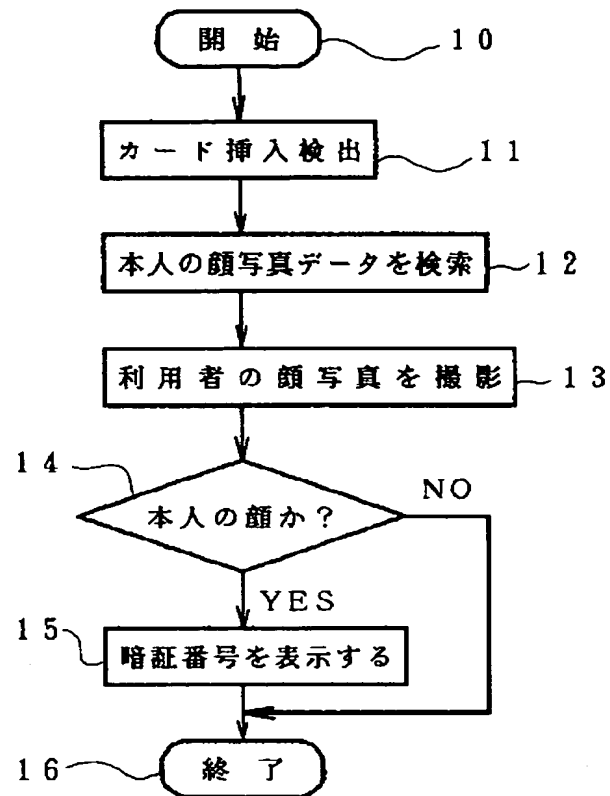 開始 10
カード挿入検出 11
本人の顔写真データを検索 12
利用者の顔写真を撮影 13
14 本人の顔か? NO
YES
15 暗証番号を表示する
16 終了